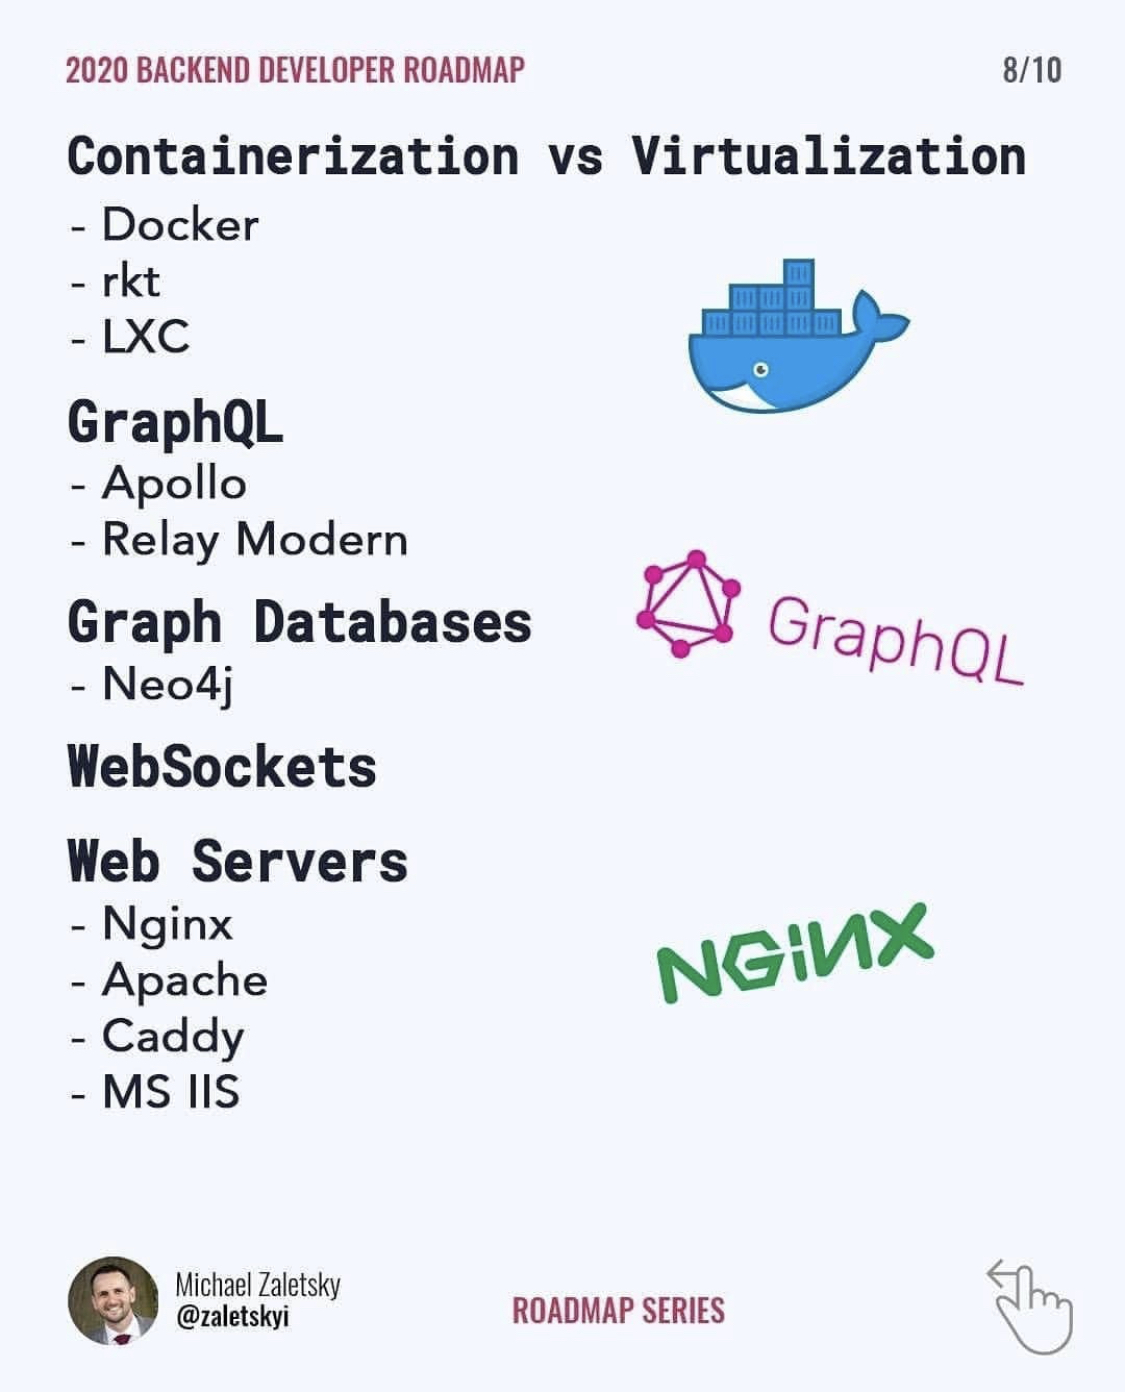 2020 BACKEND DEVELOPER ROADMAP
8/10
Containerization vs Virtualization
- Docker
- rkt
- LXC
GraphQL
- Apollo
- Relay Modern
GraphQL
Graph Databases
- Neo4j
WebSockets
Web Servers
- Nginx
- Apache
- Caddy
- MS IIS
NGiNX
Michael Zaletsky
@zaletskyi
ROADMAP SERIES